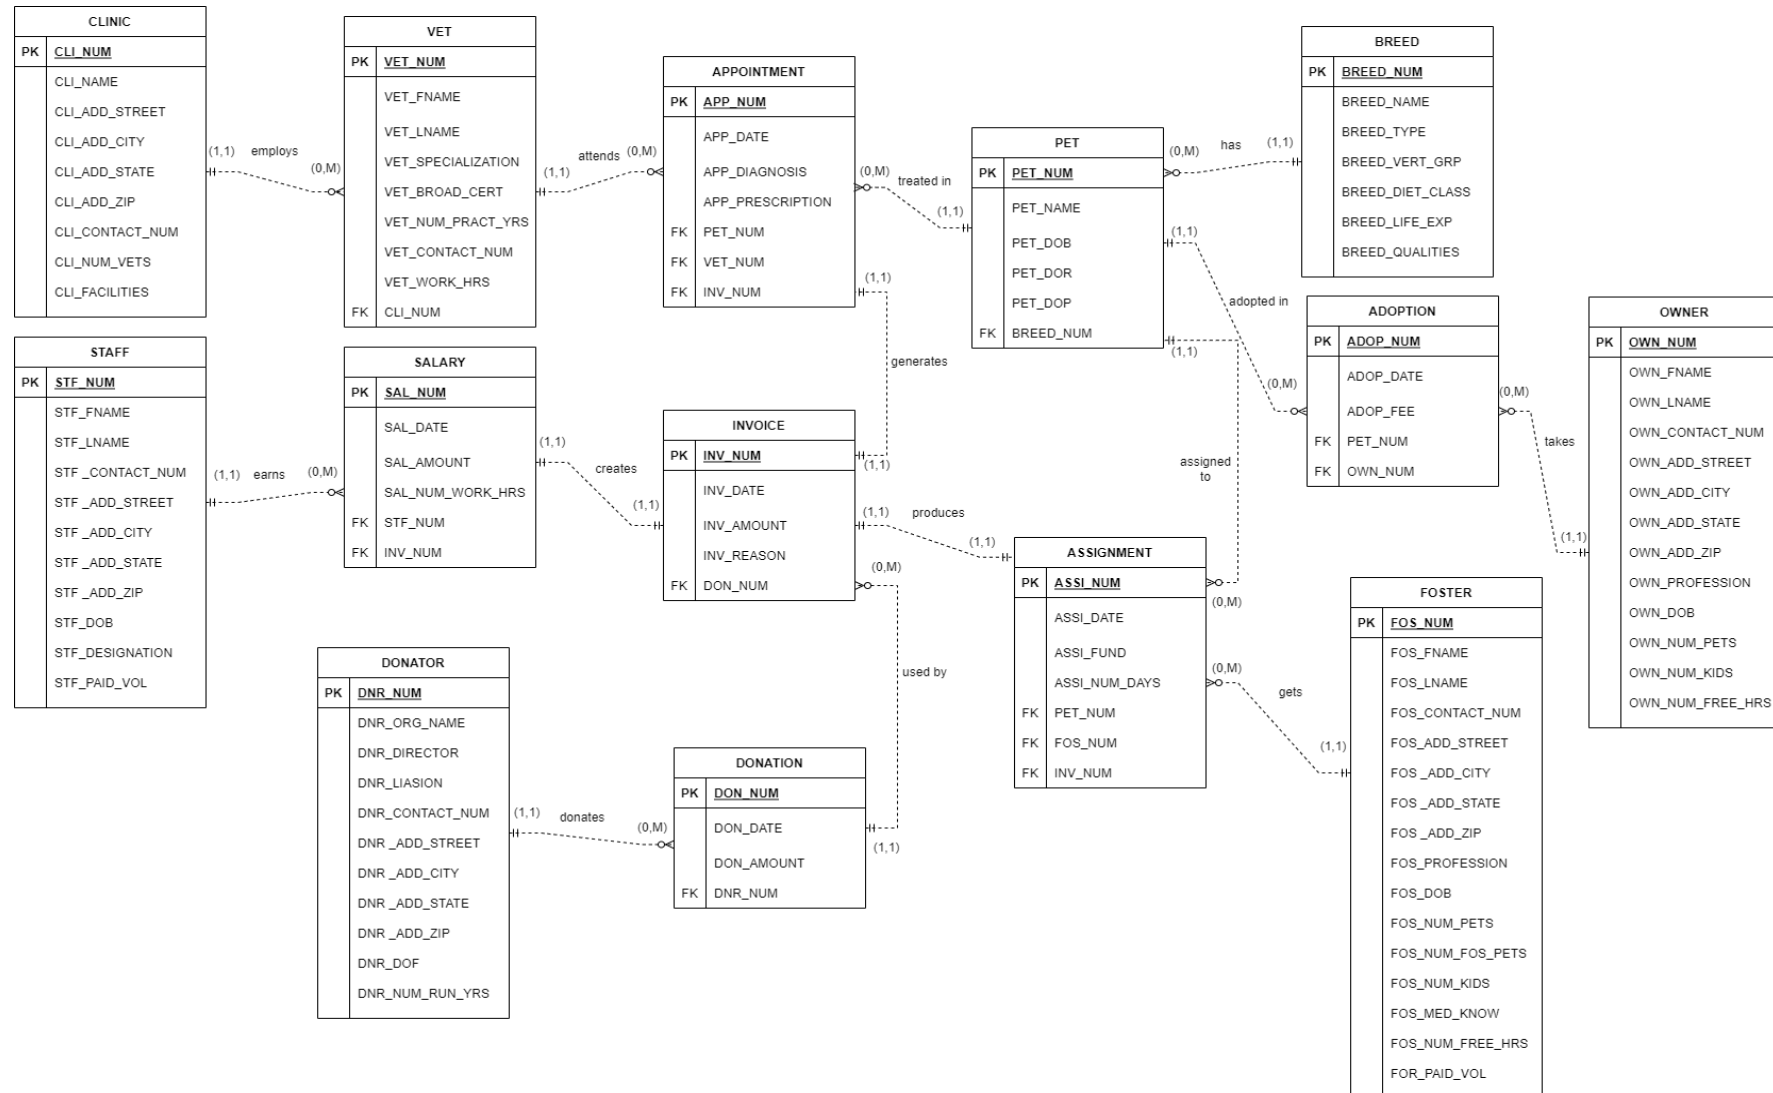 CLINIC
PK CLI_NUM
CLI_NAME
CLI_ADD_STREET
CLI_ADD_CITY
CLI_ADD_STATE
CLI_ADD_ZIP
CLI_CONTACT_NUM
CLI_NUM_VETS
CLI_FACILITIES
(1,1) employs (0,M)
VET
PK VET_NUM
VET_FNAME
VET_LNAME
VET_SPECIALIZATION
VET_BROAD_CERT
VET_NUM_PRACT_YRS
VET_CONTACT_NUM
VET_WORK_HRS
FK CLI_NUM
(1,1) attends (0,M)
APPOINTMENT
PK APP_NUM
APP_DATE
APP_DIAGNOSIS
APP_PRESCRIPTION
FK PET_NUM
FK VET_NUM
FK INV_NUM
(0,M) treated in (1,1)
PET
PK PET_NUM
PET_NAME
PET_DOB
PET_DOR
PET_DOP
FK BREED_NUM
(0,M) has (1,1)
BREED
PK BREED_NUM
BREED_NAME
BREED_TYPE
BREED_VERT_GRP
BREED_DIET_CLASS
BREED_LIFE_EXP
BREED_QUALITIES
(1,1) adopted in (0,M)
ADOPTION
PK ADOP_NUM
ADOP_DATE
ADOP_FEE
FK PET_NUM
FK OWN_NUM
(0,M) takes (1,1)
OWNER
PK OWN_NUM
OWN_FNAME
OWN_LNAME
OWN_CONTACT_NUM
OWN_ADD_STREET
OWN_ADD_CITY
OWN_ADD_STATE
OWN_ADD_ZIP
OWN_PROFESSION
OWN_DOB
OWN_NUM_PETS
OWN_NUM_KIDS
OWN_NUM_FREE_HRS
STAFF
PK STF_NUM
STF_FNAME
STF_LNAME
STF _CONTACT_NUM
STF _ADD_STREET
STF _ADD_CITY
STF _ADD_STATE
STF _ADD_ZIP
STF_DOB
STF_DESIGNATION
STF_PAID_VOL
(1,1) earns (0,M)
SALARY
PK SAL_NUM
SAL_DATE
SAL_AMOUNT
SAL_NUM_WORK_HRS
FK STF_NUM
FK INV_NUM
(1,1) creates (1,1)
(1,1)
generates
(1,1)
INVOICE
PK INV_NUM
INV_DATE
INV_AMOUNT
INV_REASON
FK DON_NUM
(1,1) produces (1,1)
(1,1)
assigned
to
(0,M)
ASSIGNMENT
PK ASSI_NUM
ASSI_DATE
ASSI_FUND
ASSI_NUM_DAYS
FK PET_NUM
FK FOS_NUM
FK INV_NUM
(0,M) gets (1,1)
FOSTER
PK FOS_NUM
FOS_FNAME
FOS_LNAME
FOS_CONTACT_NUM
FOS_ADD_STREET
FOS _ADD_CITY
FOS _ADD_STATE
FOS _ADD_ZIP
FOS_PROFESSION
FOS_DOB
FOS_NUM_PETS
FOS_NUM_FOS_PETS
FOS_NUM_KIDS
FOS_MED_KNOW
FOS_NUM_FREE_HRS
FOR_PAID_VOL
DONATOR
PK DNR_NUM
DNR_ORG_NAME
DNR_DIRECTOR
DNR_LIASION
DNR_CONTACT_NUM
DNR _ADD_STREET
DNR _ADD_CITY
DNR _ADD_STATE
DNR _ADD_ZIP
DNR_DOF
DNR_NUM_RUN_YRS
(1,1) donates (0,M)
DONATION
PK DON_NUM
DON_DATE
DON_AMOUNT
FK DNR_NUM
(0,M)
used by
(1,1)